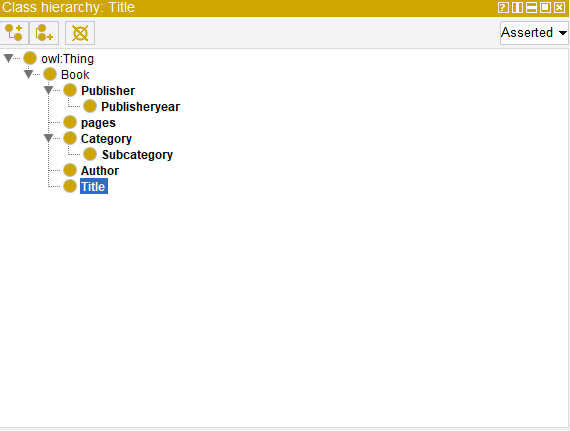 Class hierarchy: Title
Asserted
owl:Thing
Book
Publisher
Publisheryear
pages
Category
Subcategory
Author
Title